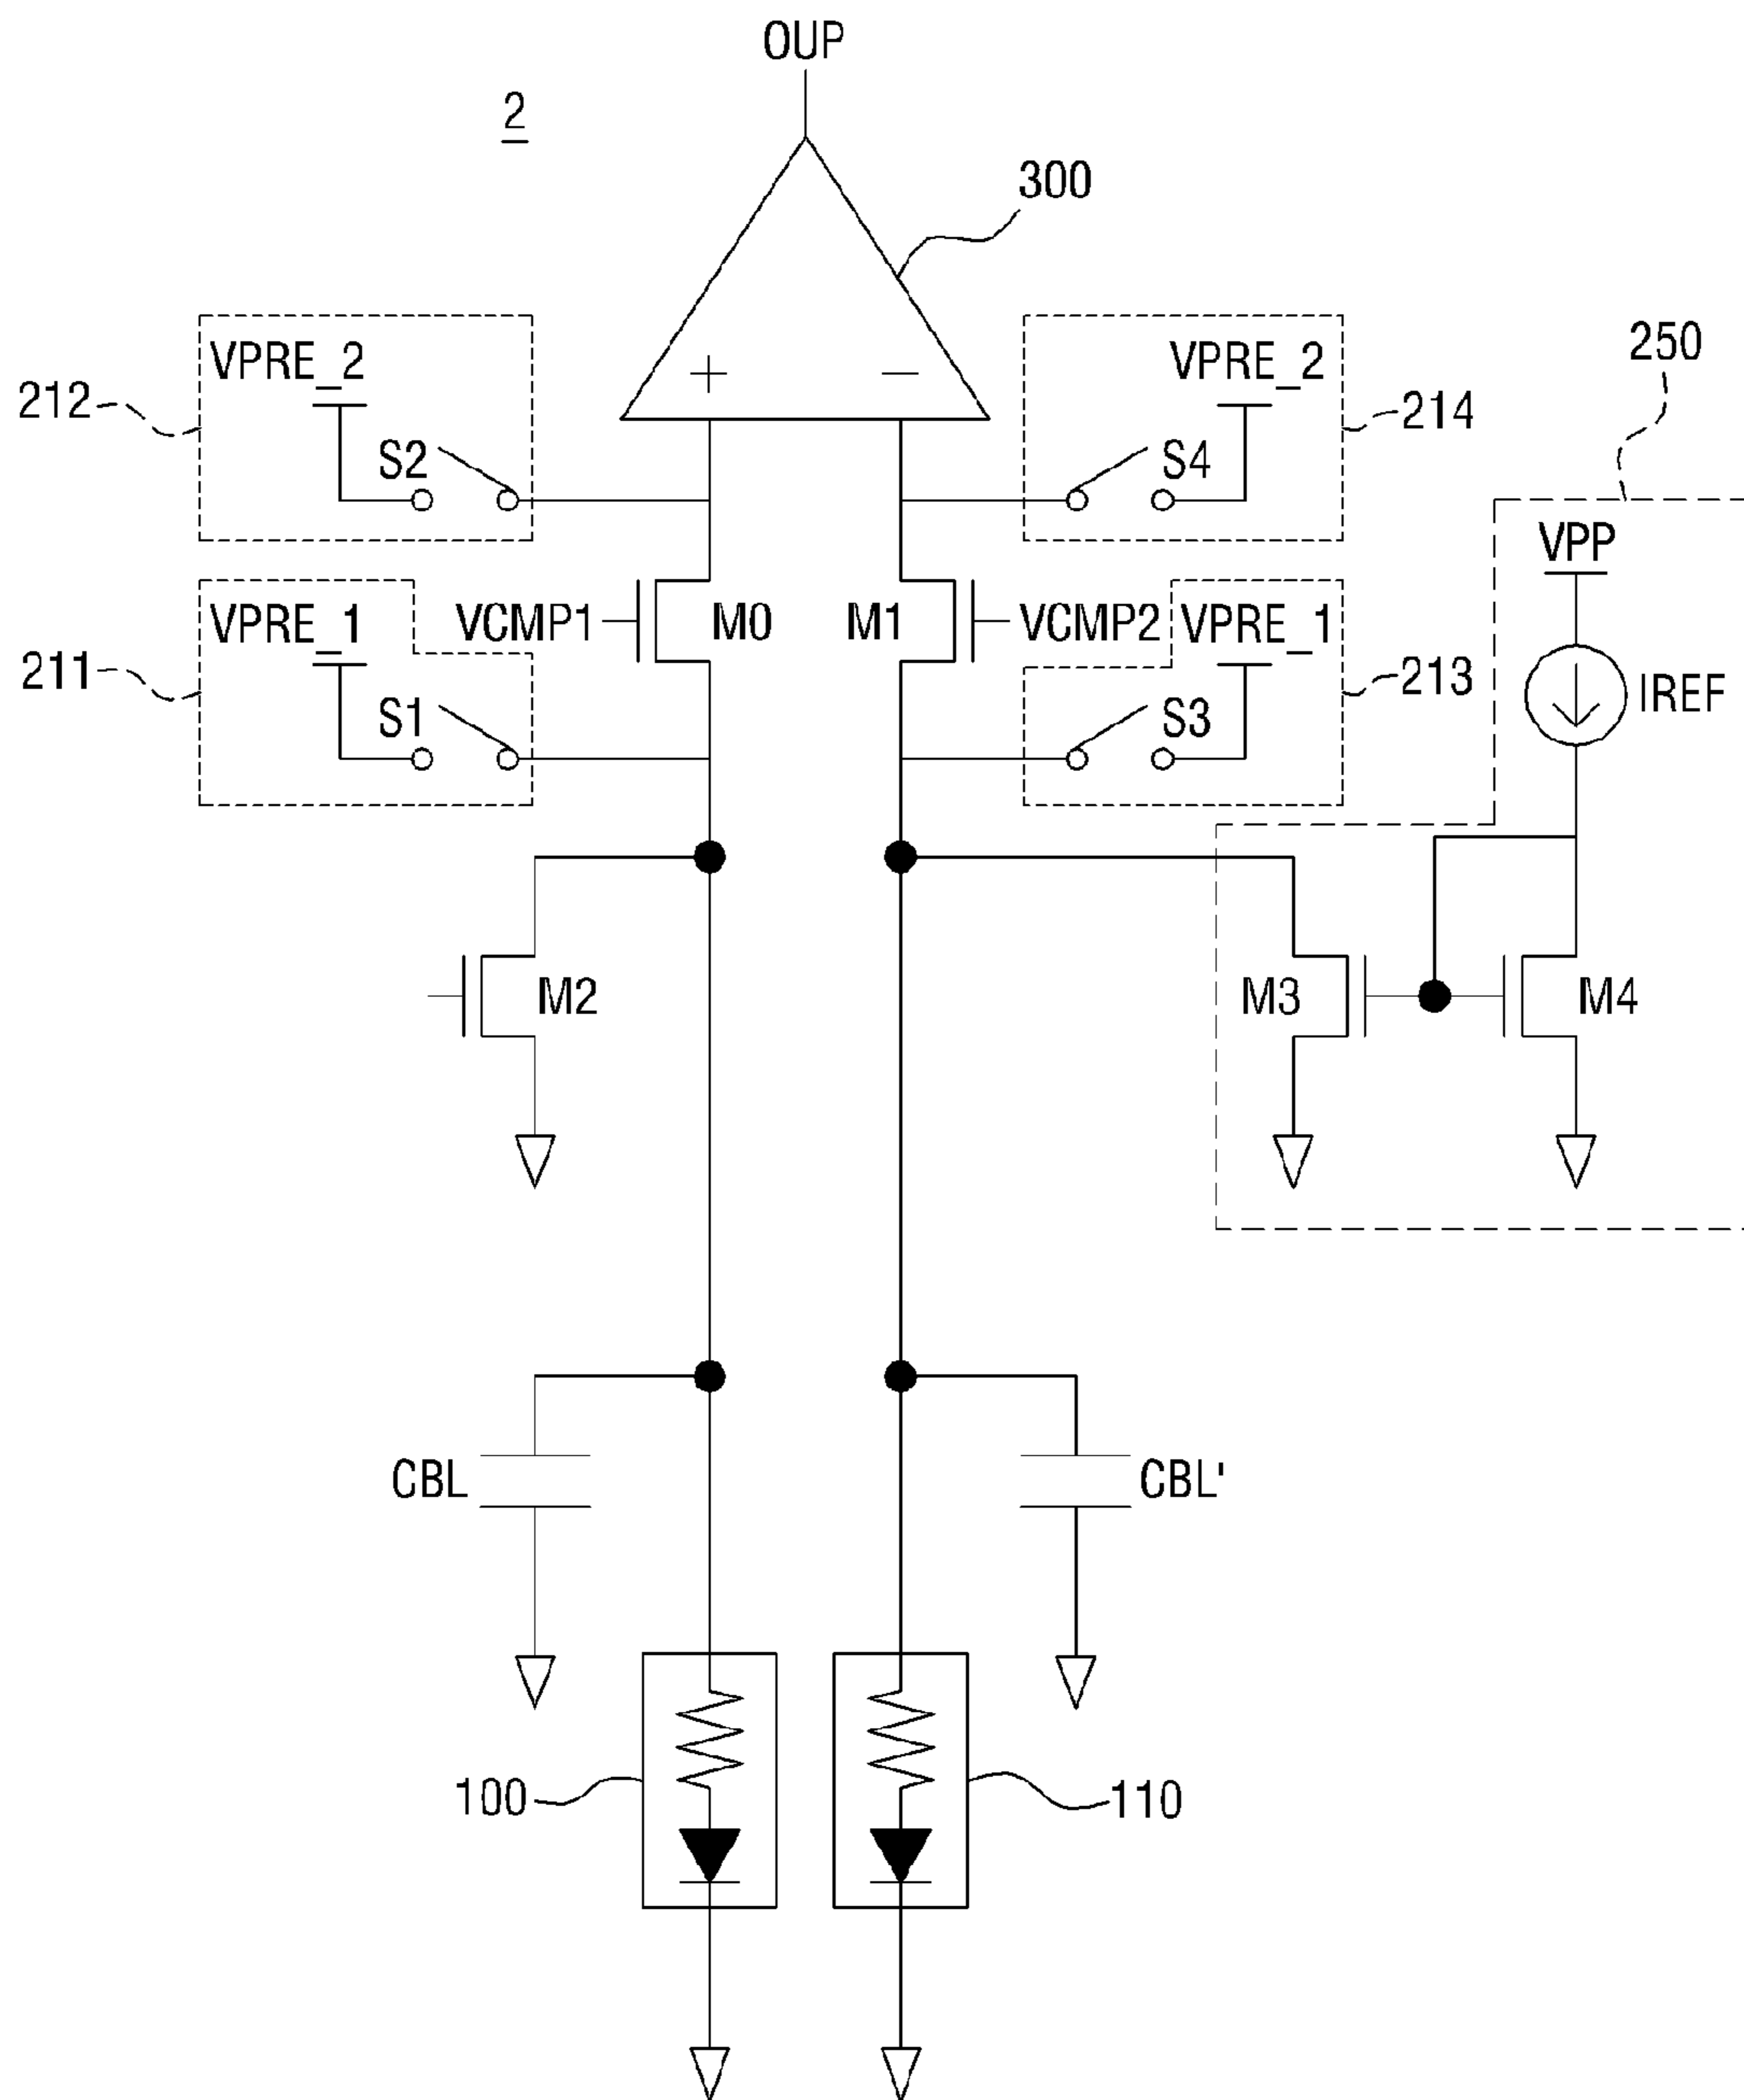 OUP
2
300
VPRE_2
VPRE_2
250
212
214
S2
S4
VPP
VPRE_1
VCMP1
M0
M1
VCMP2
VPRE_1
211
213
IREF
S1
S3
M2
M3
M4
CBL
CBL'
100
110